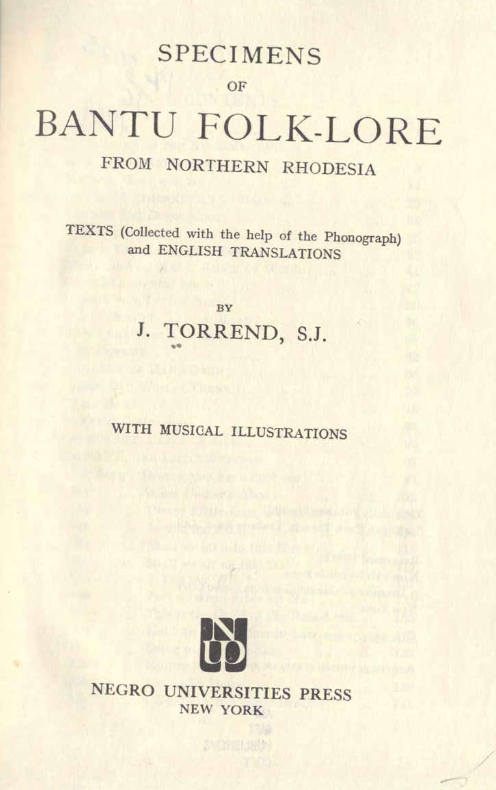 SPECIMENS
OF
BANTU FOLK-LORE
FROM NORTHERN RHODESIA
TEXTS (Collected with the help of the Phonograph)
and ENGLISH TRANSLATIONS
BY
J. TORREND, S.J.
WITH MUSICAL ILLUSTRATIONS
NUP
NEGRO UNIVERSITIES PRESS
NEW YORK